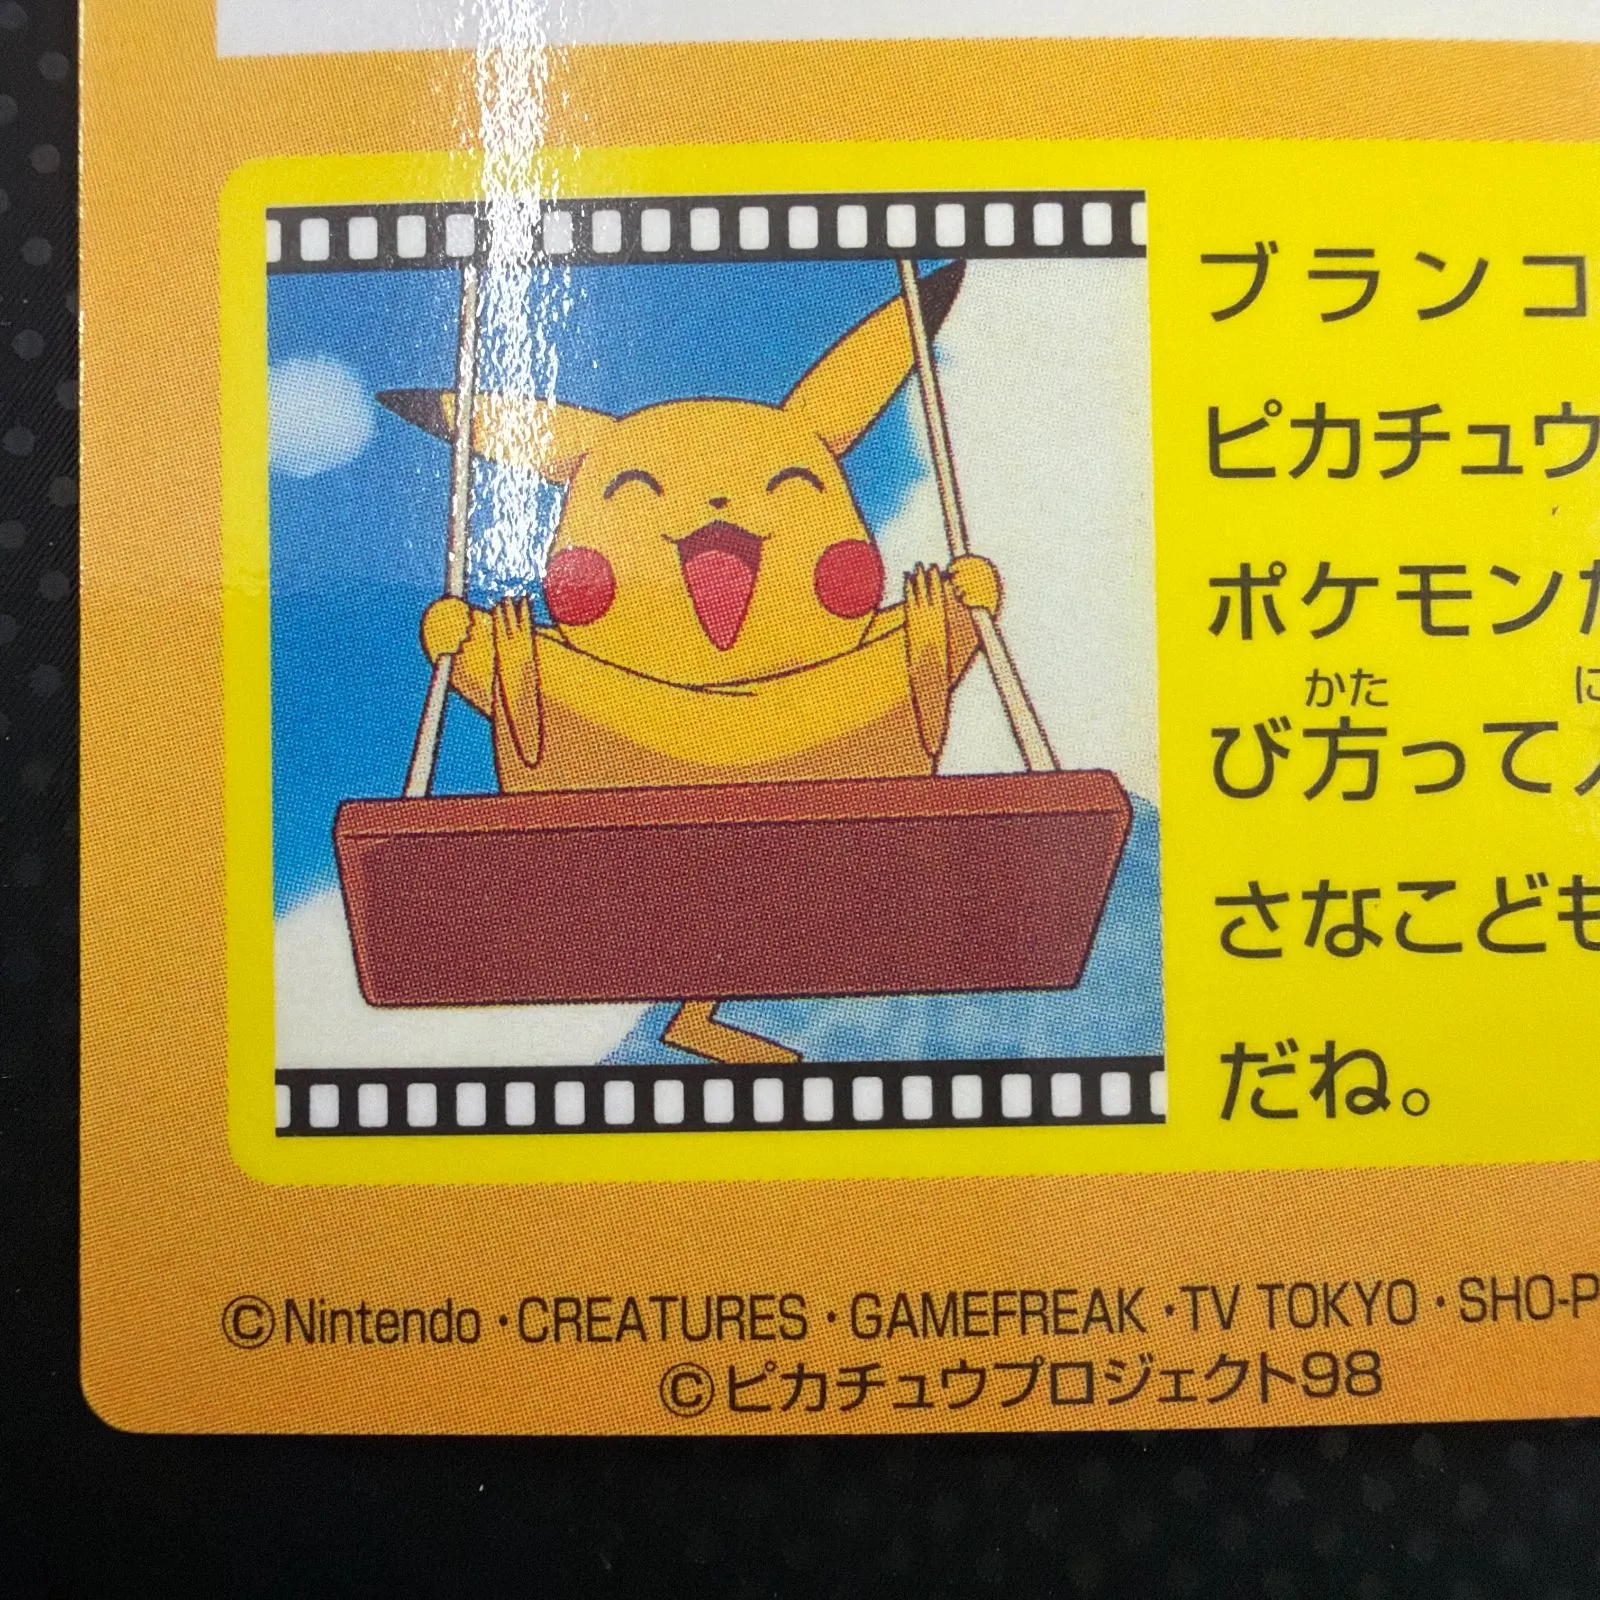 ブランコ
ピカチュウ
ポケモン
かた
び方って
さなこども
だね。
©Nintendo・CREATURES・GAMEFREAK・TV TOKYO・SHO-P
©ピカチュウプロジェクト98